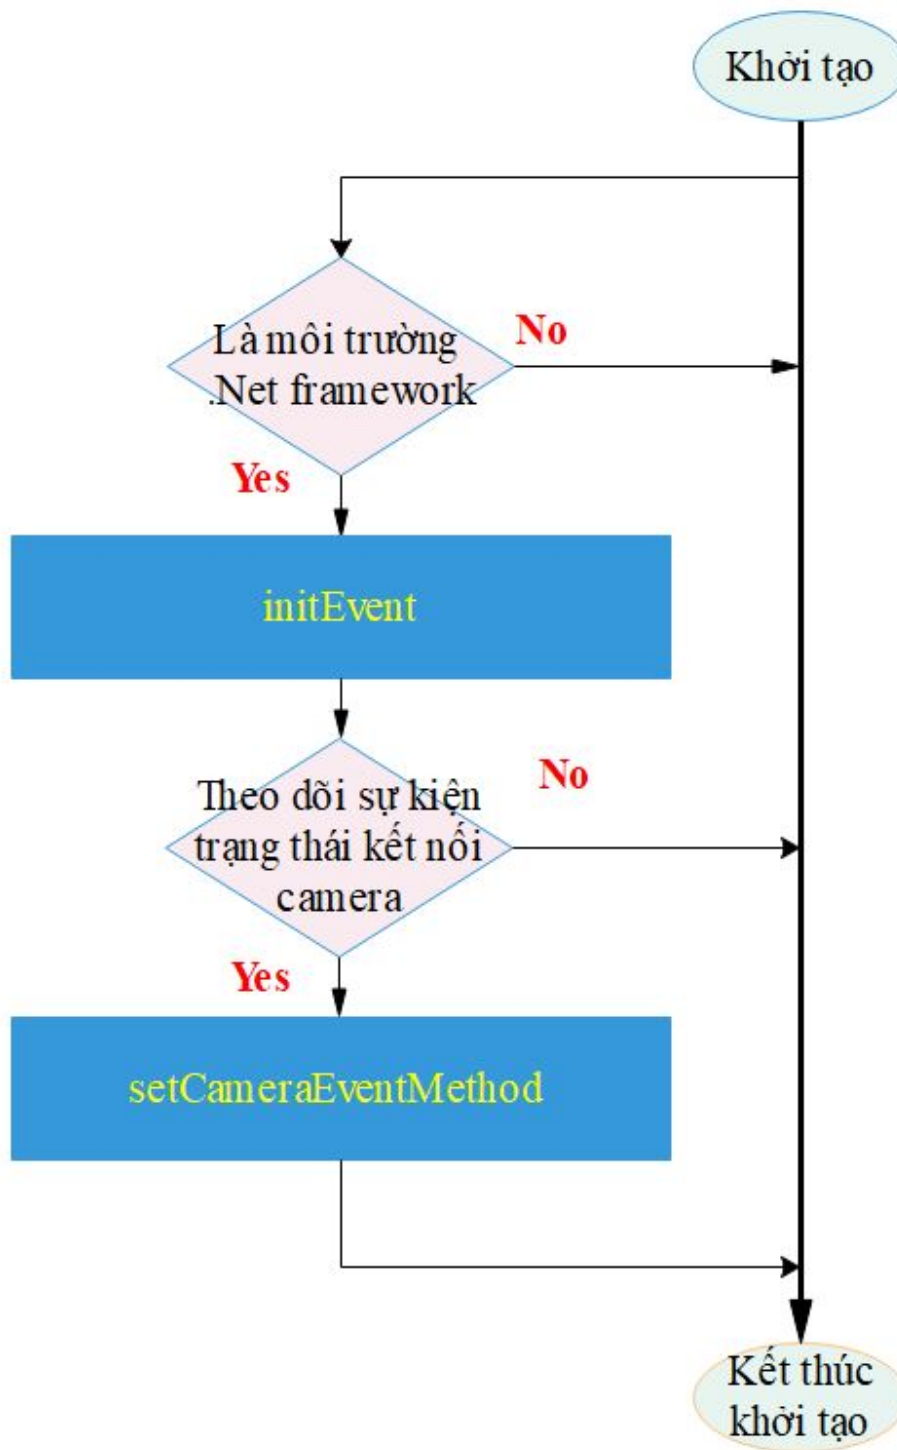 Khởi tạo
Là môi trường
.Net framework
No
Yes
initEvent
Theo dõi sự kiện
trạng thái kết nối
camera
No
Yes
setCameraEventMethod
Kết thúc
khởi tạo